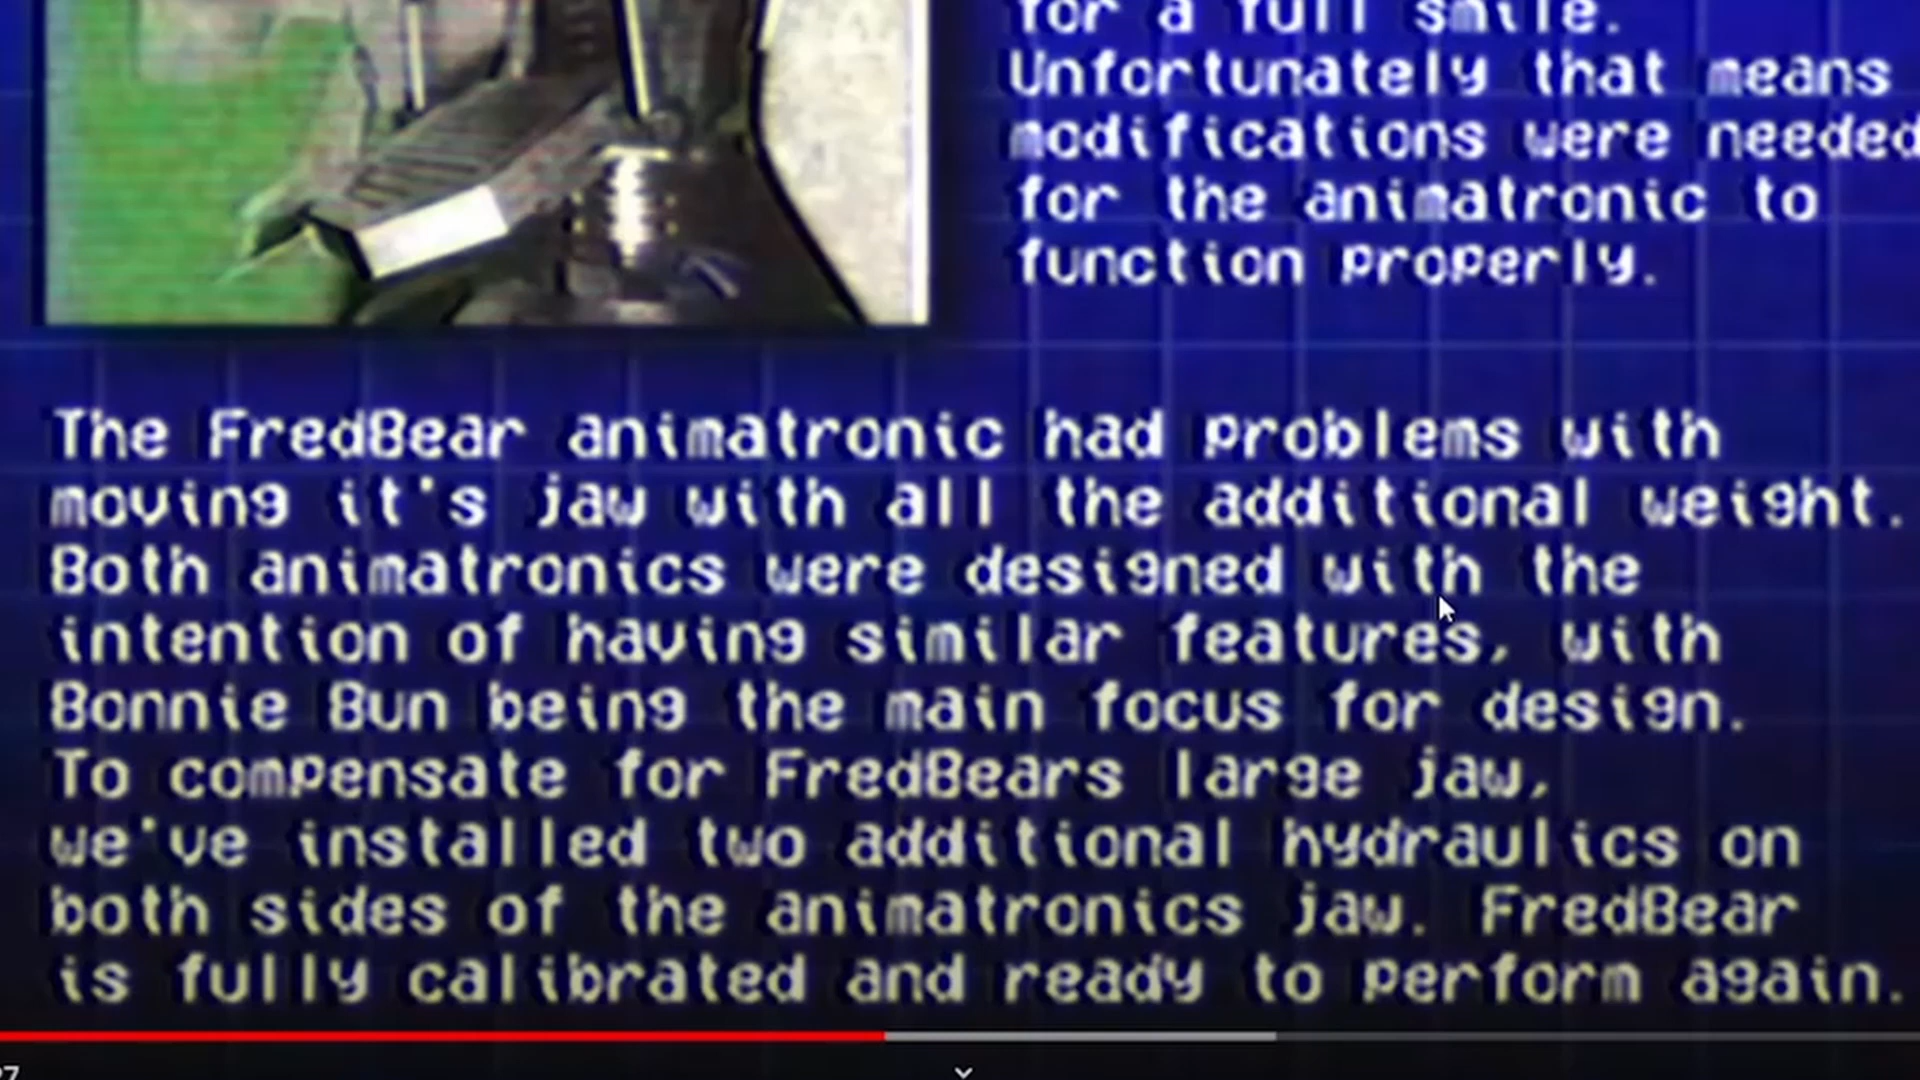 for a full smile.
Unfortunately that means
modifications were needed
for the animatronic to
function properly.
The FredBear animatronic had problems with
moving it's jaw with all the additional weight.
Both animatronics were designed with the
intention of having similar features, with
Bonnie Bun being the main focus for design.
To compensate for FredBears large jaw,
we've installed two additional hydraulics on
both sides of the animatronics jaw. FredBear
is fully calibrated and ready to perform again.